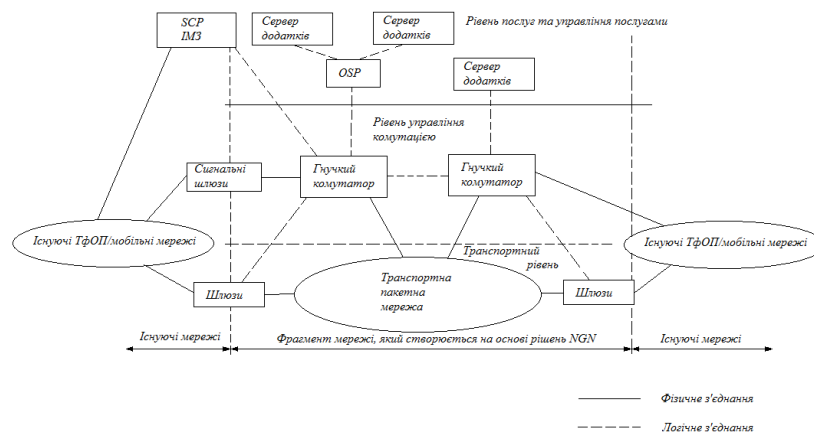 SCP
ІМЗ
Сервер
додатків
Сервер
додатків
Рівень послуг та управління послугами
OSP
Сервер
додатків
Рівень управління
комутацією
Сигнальні
шлюзи
Гнучкий
комутатор
Гнучкий
комутатор
Існуючі ТфОП/мобільні мережі
Транспортний
рівень
Існуючі ТфОП/мобільні мережі
Шлюзи
Транспортна
пакетна
мережа
Шлюзи
Існуючі мережі
Фрагмент мережі, який створюється на основі рішень NGN
Існуючі мережі
Фізичне з'єднання
Логічне з'єднання